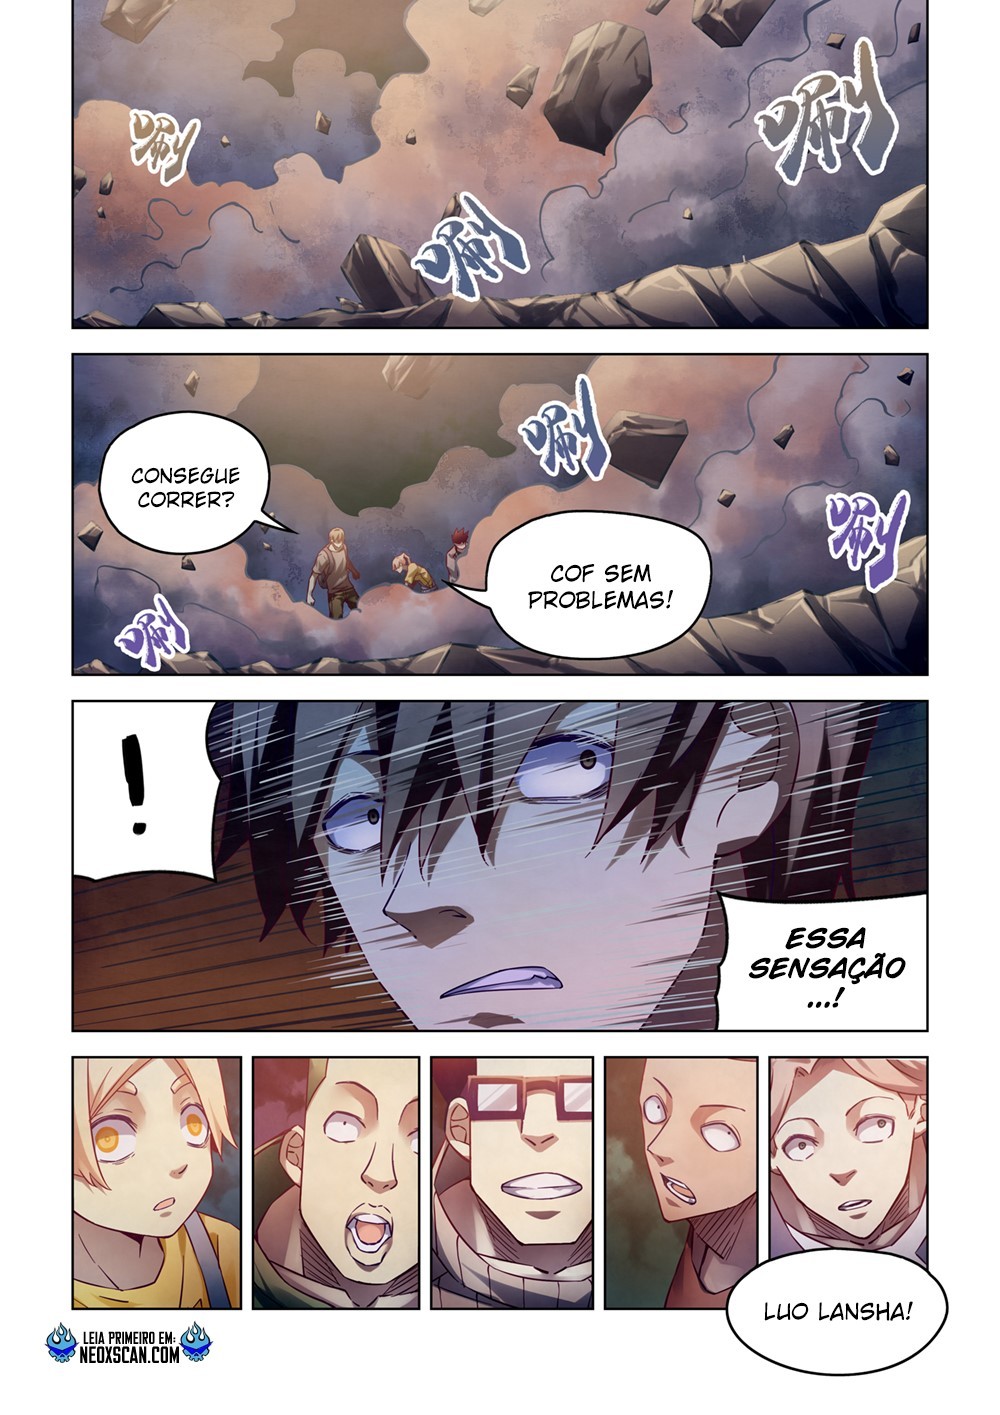 唰
唰
唰
唰
CONSEGUE
CORRER?
COF SEM
PROBLEMAS!
唰
唰
!
ESSA
SENSAÇÃO
...!
LUO LANSHA!
LEIA PRIMEIRO EM:
NEOXSCAN.COM